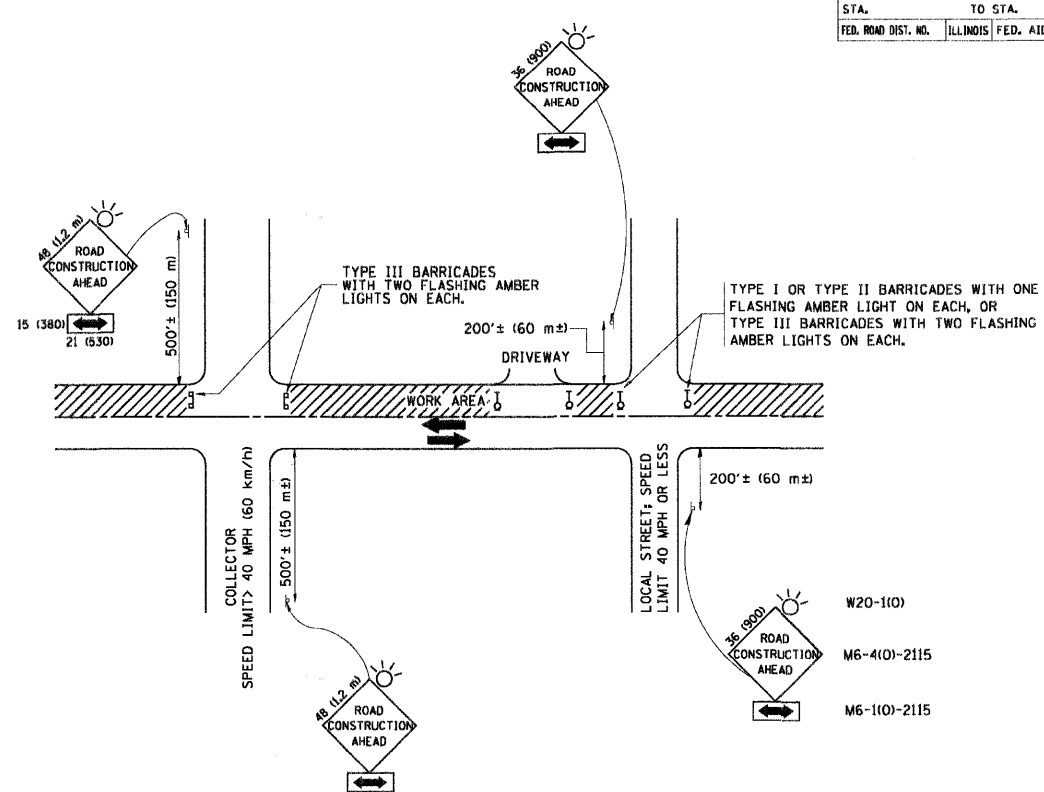 STA. TO STA.
FED. ROAD DIST. NO. ILLINOIS FED. AID
36 (900)
ROAD
CONSTRUCTION
AHEAD
48 (1.2 m)
ROAD
CONSTRUCTION
AHEAD
15 (380)
21 (530)
500'± (150 m)
TYPE III BARRICADES
WITH TWO FLASHING AMBER
LIGHTS ON EACH.
200'± (60 m±)
DRIVEWAY
TYPE I OR TYPE II BARRICADES WITH ONE
FLASHING AMBER LIGHT ON EACH, OR
TYPE III BARRICADES WITH TWO FLASHING
AMBER LIGHTS ON EACH.
WORK AREA
COLLECTOR
SPEED LIMIT> 40 MPH (60 km/h)
500'± (150 m±)
LOCAL STREET; SPEED
LIMIT 40 MPH OR LESS
200'± (60 m±)
48 (1.2 m)
ROAD
CONSTRUCTION
AHEAD
36 (900)
ROAD
CONSTRUCTION
AHEAD
W20-1(O)
M6-4(O)-2115
M6-1(O)-2115